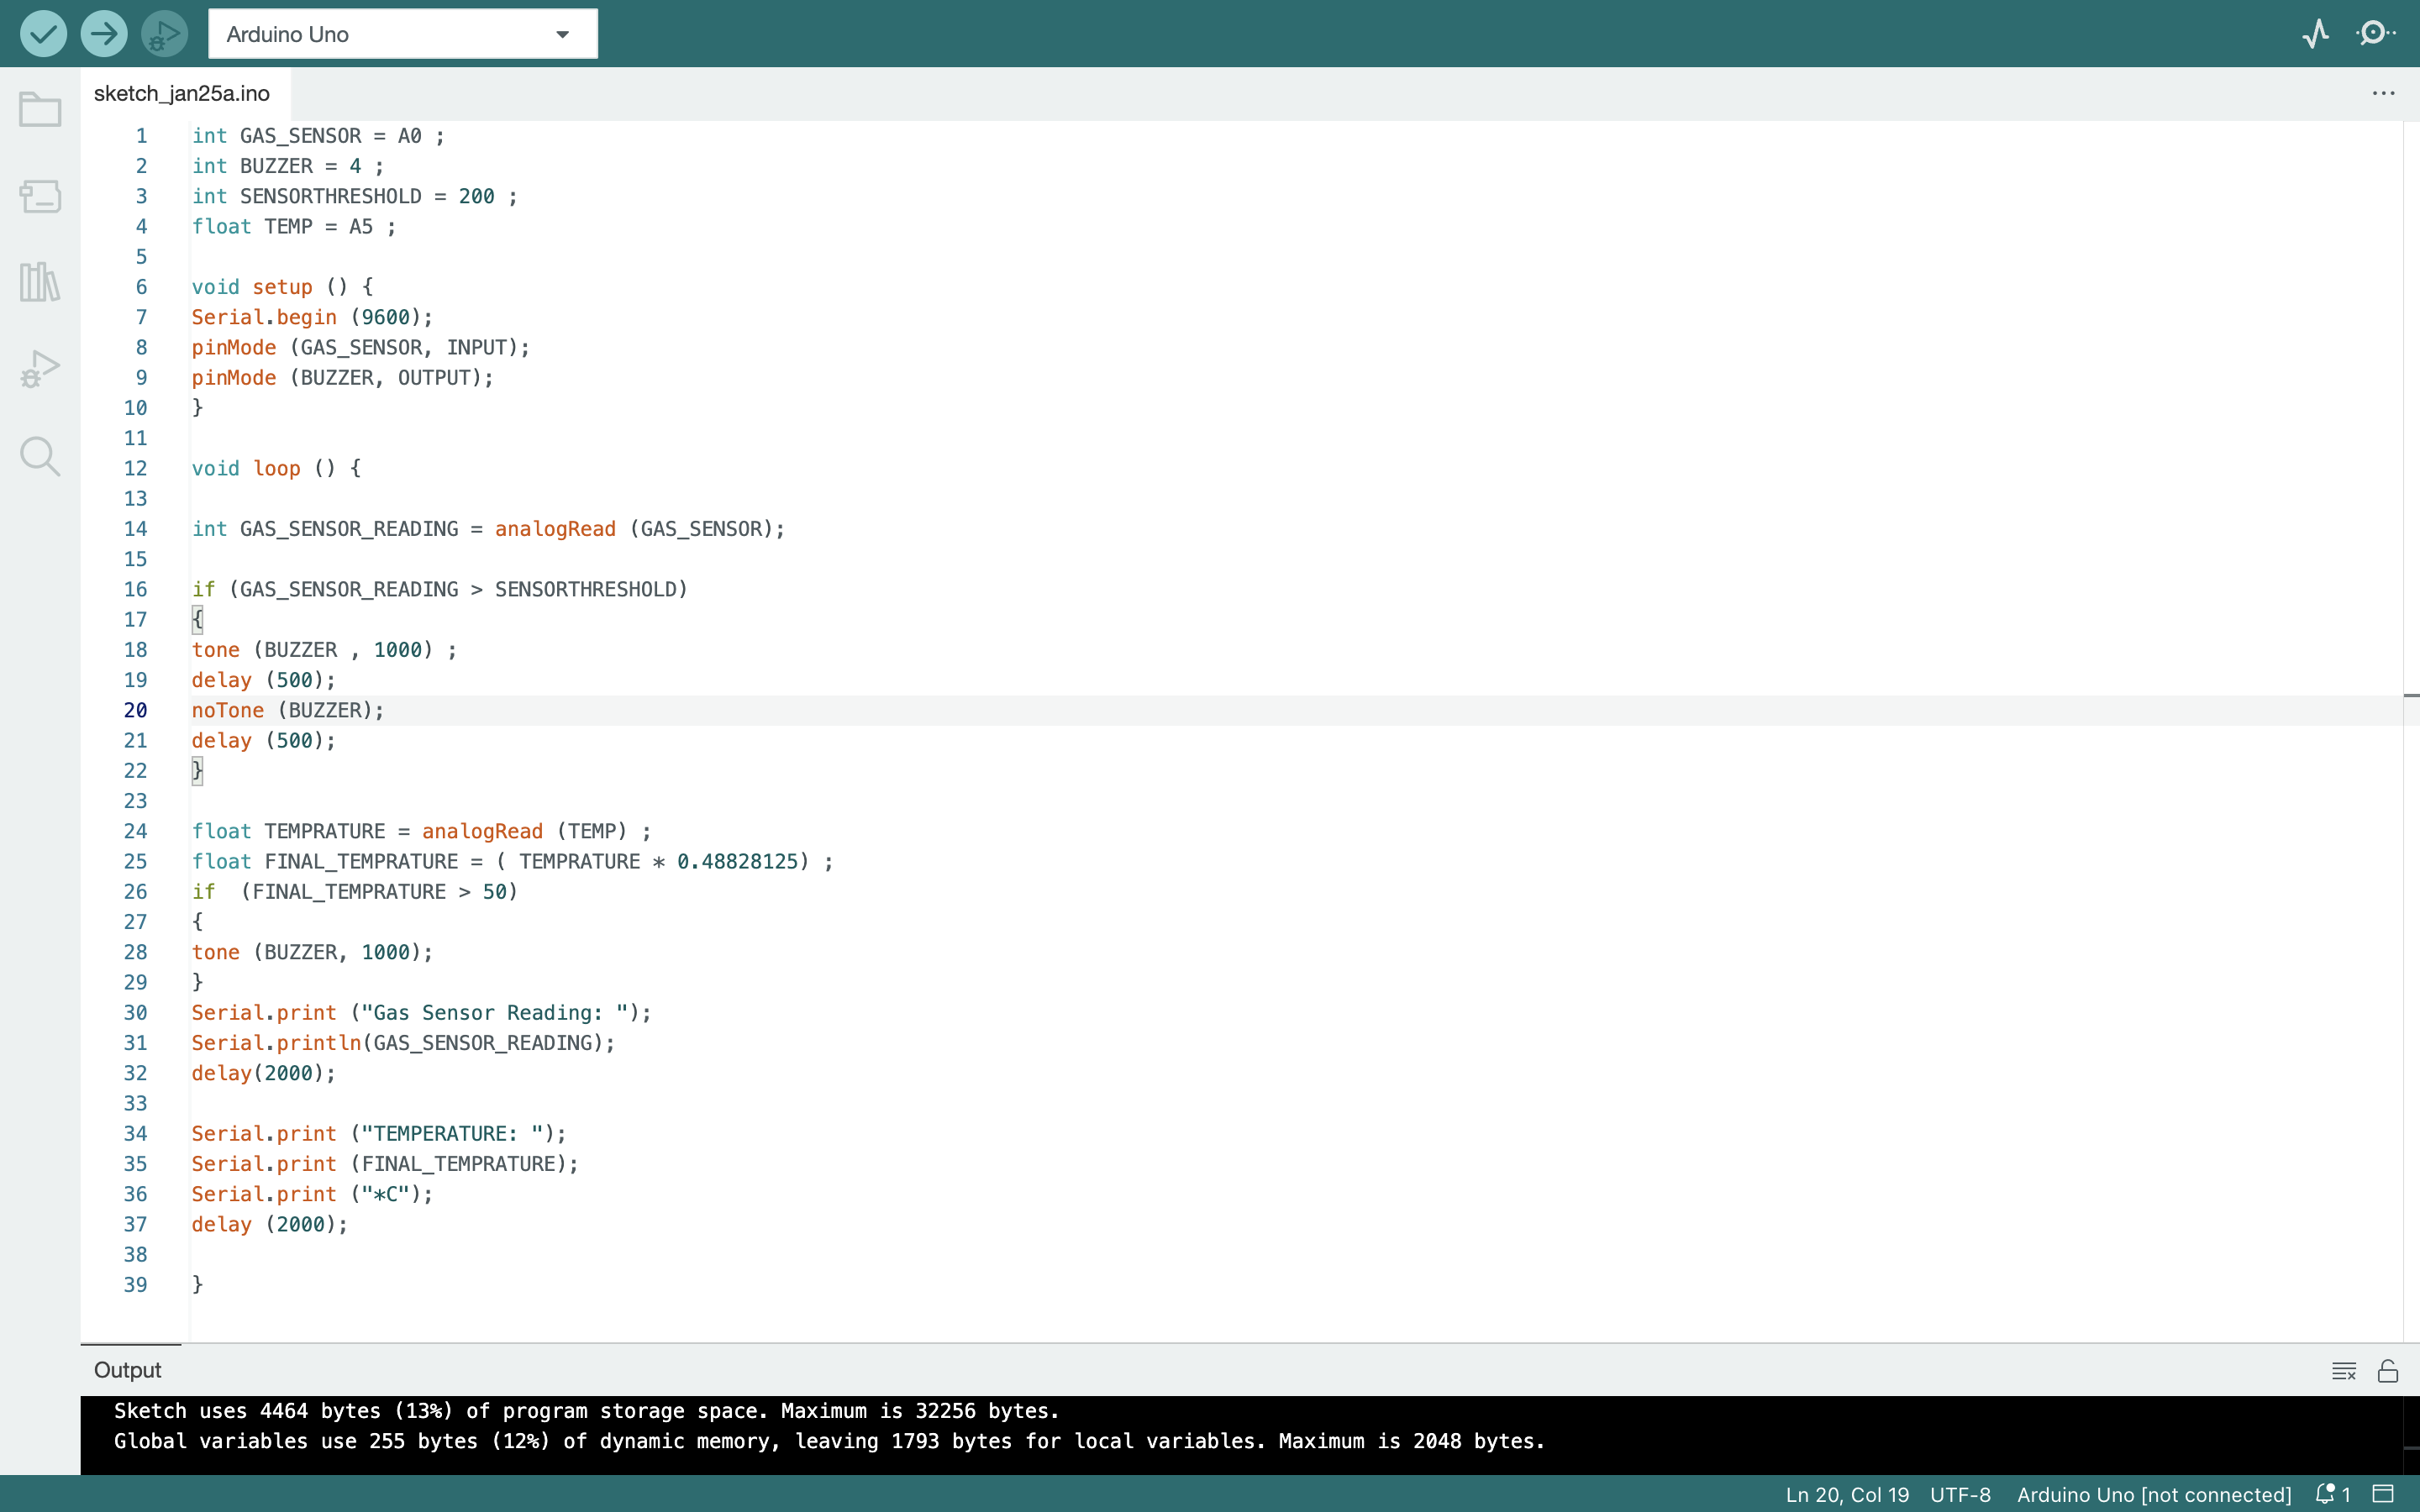 Arduino Uno
sketch_jan25a.ino
...
1 int GAS_SENSOR = A0 ;
2 int BUZZER = 4 ;
3 int SENSORTHRESHOLD = 200 ;
4 float TEMP = A5 ;
5
6 void setup () {
7 Serial.begin (9600);
8 pinMode (GAS_SENSOR, INPUT);
9 pinMode (BUZZER, OUTPUT);
10 }
11
12 void loop () {
13
14 int GAS_SENSOR_READING = analogRead (GAS_SENSOR);
15
16 if (GAS_SENSOR_READING > SENSORTHRESHOLD)
17 {
18 tone (BUZZER , 1000) ;
19 delay (500);
20 noTone (BUZZER);
21 delay (500);
22 }
23
24 float TEMPRATURE = analogRead (TEMP) ;
25 float FINAL_TEMPRATURE = ( TEMPRATURE * 0.48828125) ;
26 if  (FINAL_TEMPRATURE > 50)
27 {
28 tone (BUZZER, 1000);
29 }
30 Serial.print ("Gas Sensor Reading: ");
31 Serial.println(GAS_SENSOR_READING);
32 delay(2000);
33
34 Serial.print ("TEMPERATURE: ");
35 Serial.print (FINAL_TEMPRATURE);
36 Serial.print ("*C");
37 delay (2000);
38
39 }
Output
Sketch uses 4464 bytes (13%) of program storage space. Maximum is 32256 bytes.
Global variables use 255 bytes (12%) of dynamic memory, leaving 1793 bytes for local variables. Maximum is 2048 bytes.
Ln 20, Col 19 UTF-8 Arduino Uno [not connected] 1